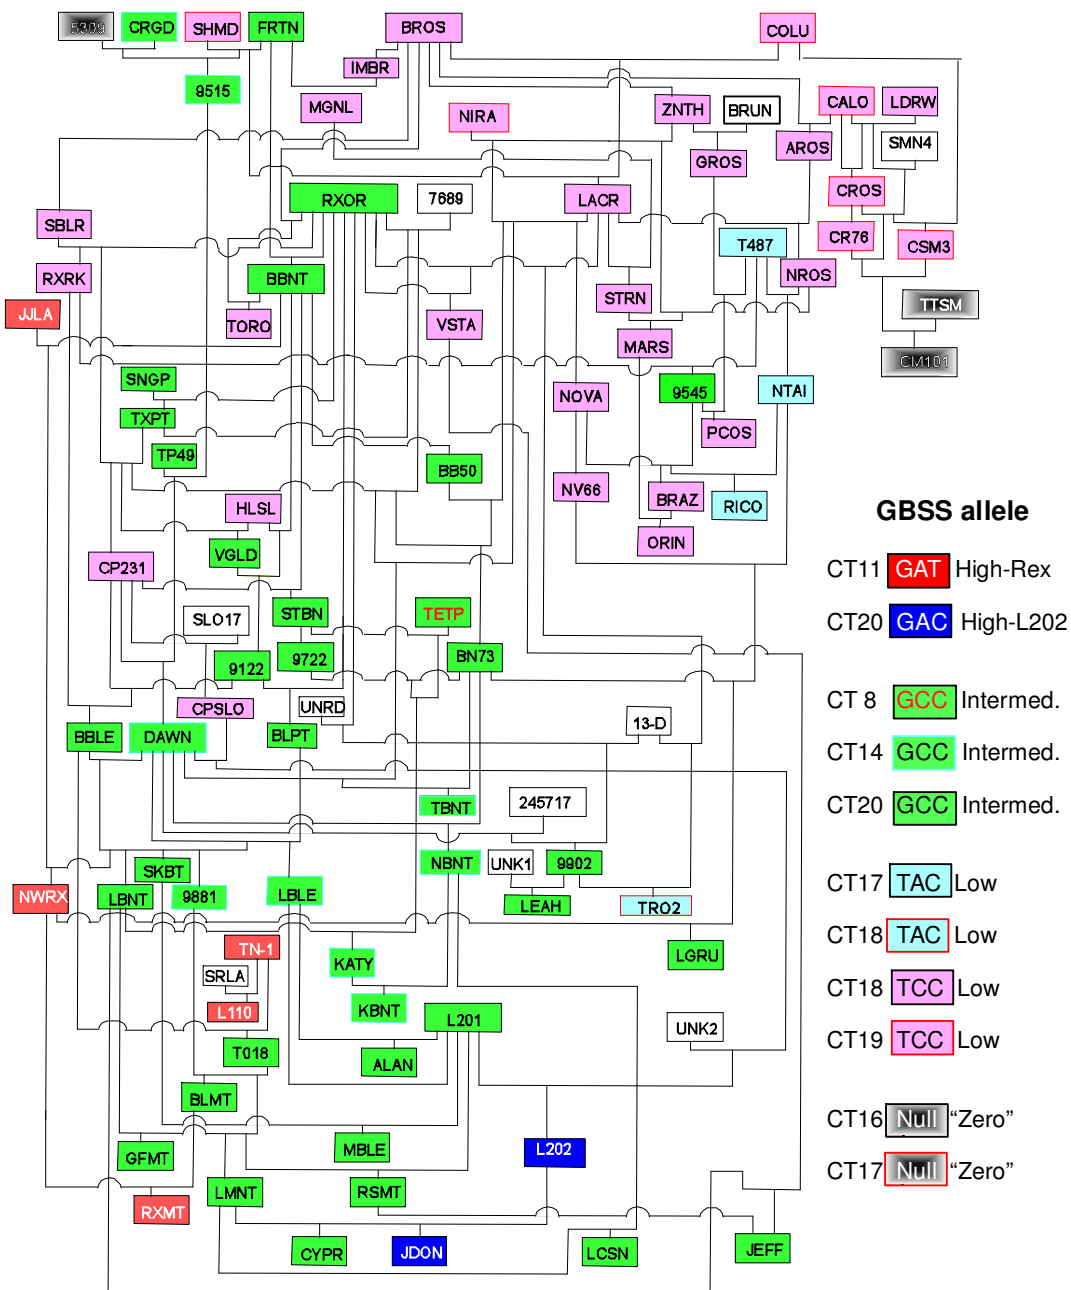 5309 CRGD SHMD FRTN BROS COLU
IMBR
9515
MGNL NIRA ZNTH BRUN CALO LDRW
GROS AROS SMN4
RXOR 7689 LACR CROS
SBLR T487 CR76 CSM3
RXRK BBNT NROS
JJLA TORO VSTA STRN TTSM
MARS CM101
SNGP NOVA 9545 NTAI
TXPT PCOS
TP49 BB50
HLSL NV66 BRAZ RICO
VGLD ORIN
CP231
SLO17 STBN TETP
9122 9722 BN73
CPSLO UNRD
BBLE DAWN BLPT 13-D
TBNT 245717
SKBT NBNT UNK1 9902
NWRX LBNT 9881 LBLE LEAH TRO2
TN-1 KATY LGRU
SRLA
L110 KBNT L201 UNK2
T018 ALAN
BLMT
GFMT MBLE L202
RXMT LMNT RSMT
CYPR JDON LCSN JEFF
GBSS allele
CT11 GAT High-Rex
CT20 GAC High-L202
CT 8 GCC Intermed.
CT14 GCC Intermed.
CT20 GCC Intermed.
CT17 TAC Low
CT18 TAC Low
CT18 TCC Low
CT19 TCC Low
CT16 Null “Zero”
CT17 Null “Zero”